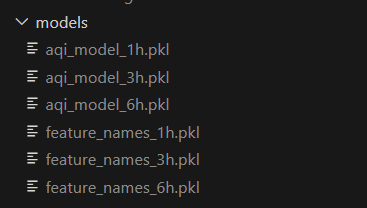 models
aqi_model_1h.pkl
aqi_model_3h.pkl
aqi_model_6h.pkl
feature_names_1h.pkl
feature_names_3h.pkl
feature_names_6h.pkl